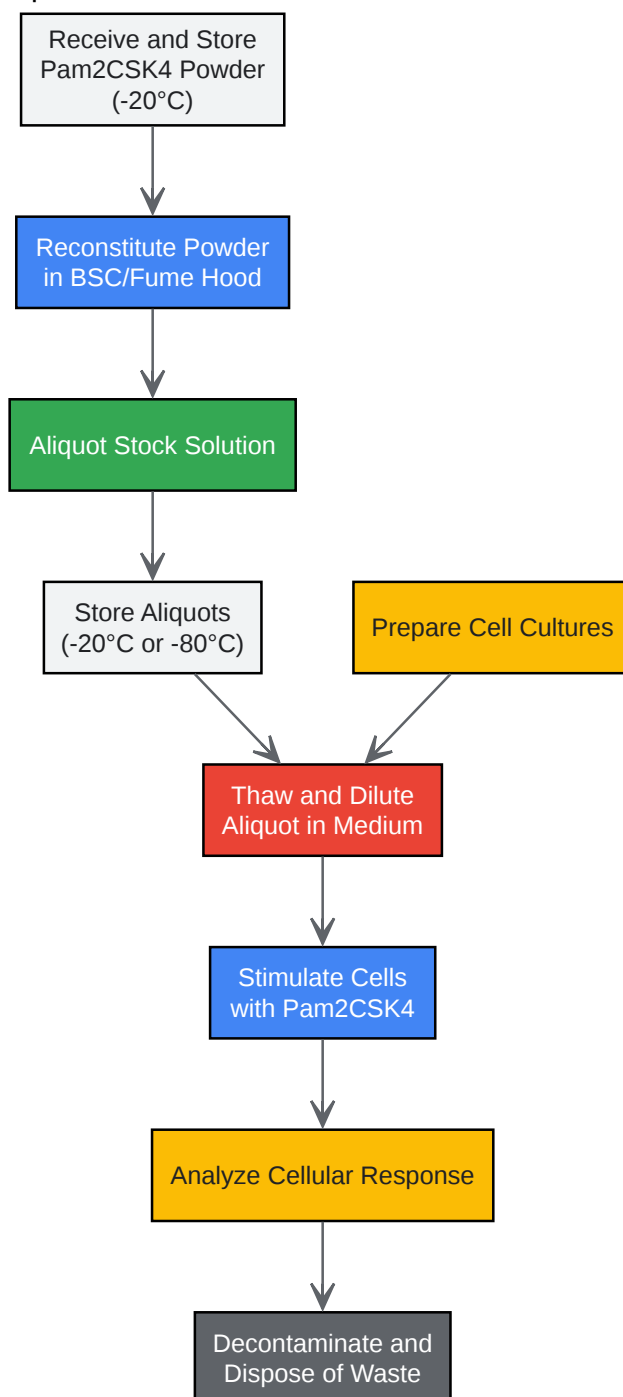 Receive and Store
Pam2CSK4 Powder
(-20°C)
Reconstitute Powder
in BSC/Fume Hood
Aliquot Stock Solution
Store Aliquots
(-20°C or -80°C)
Prepare Cell Cultures
Thaw and Dilute
Aliquot in Medium
Stimulate Cells
with Pam2CSK4
Analyze Cellular Response
Decontaminate and
Dispose of Waste